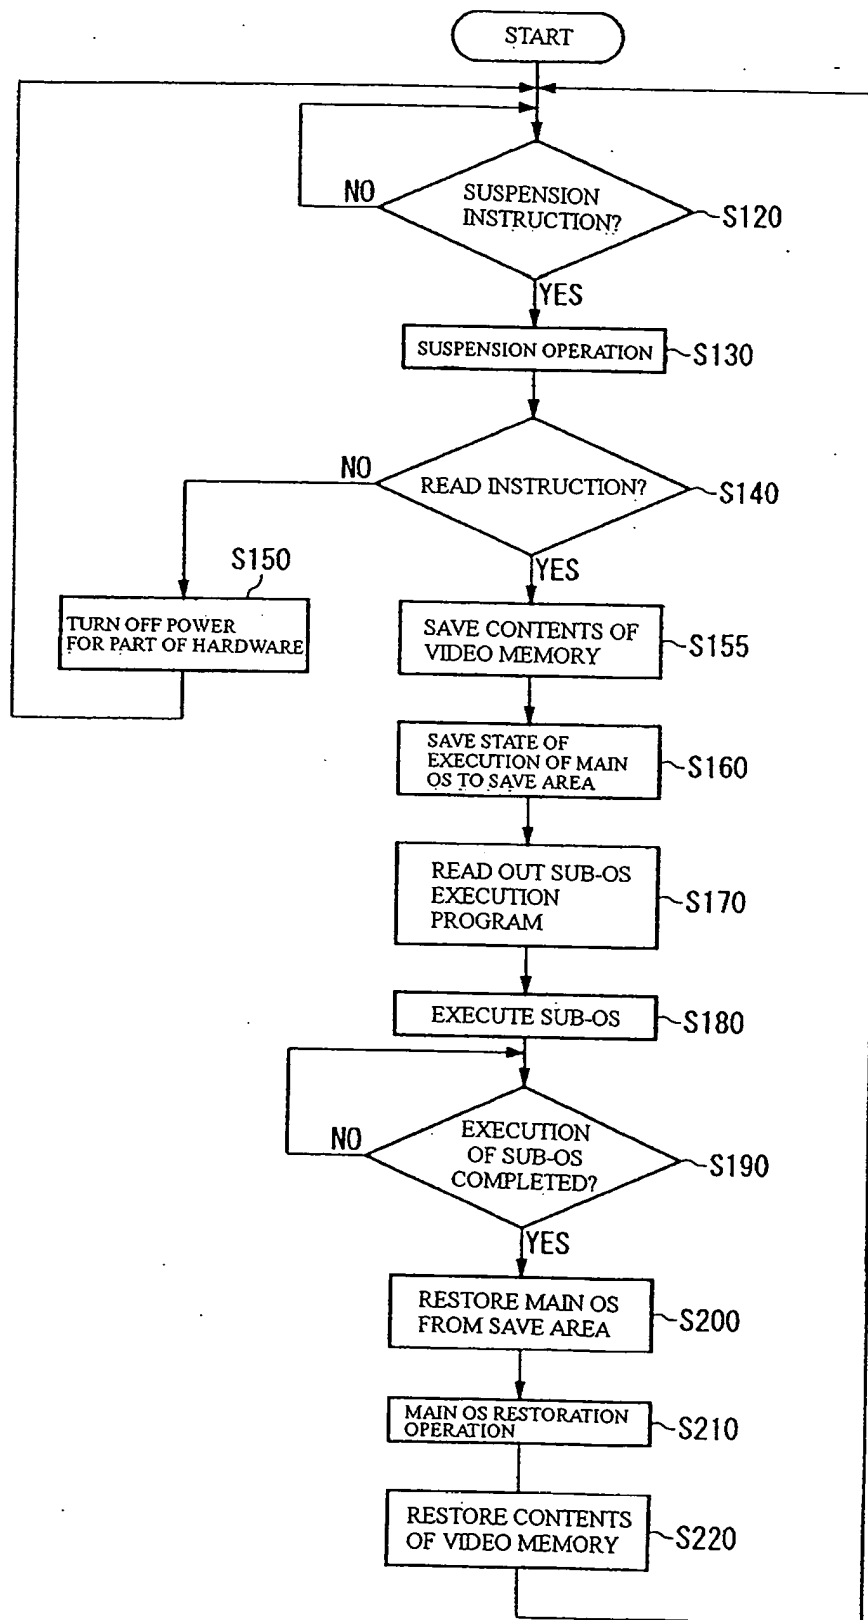 START
SUSPENSION
INSTRUCTION?
NO
S120
YES
SUSPENSION OPERATION
S130
NO
READ INSTRUCTION?
S140
YES
S150
TURN OFF POWER
FOR PART OF HARDWARE
SAVE CONTENTS OF
VIDEO MEMORY
S155
SAVE STATE OF
EXECUTION OF MAIN
OS TO SAVE AREA
S160
READ OUT SUB-OS
EXECUTION
PROGRAM
S170
EXECUTE SUB-OS
S180
NO
EXECUTION
OF SUB-OS
COMPLETED?
S190
YES
RESTORE MAIN OS
FROM SAVE AREA
S200
MAIN OS RESTORATION
OPERATION
S210
RESTORE CONTENTS
OF VIDEO MEMORY
S220